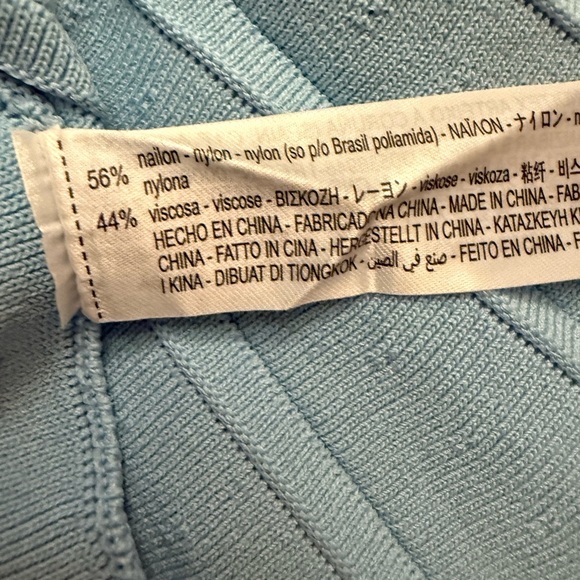 56% nailon - nylon - nylon (so p/o Brasil poliamida) - ΝΑΪΛΟΝ - ナイロン -
nylona
44% viscosa - viscose - ΒΙΣΚΟΖΗ - レーヨン - viskose - viskoza - 粘纤 - 비스
HECHO EN CHINA - FABRICAD NA CHINA - MADE IN CHINA - FAB
CHINA - FATTO IN CINA - HERGESTELLT IN CHINA - ΚΑΤΑΣΚΕΥΗ Κ
I KINA - DIBUAT DI TIONGKOK - صنع في الصين - FEITO EN CHINA - F